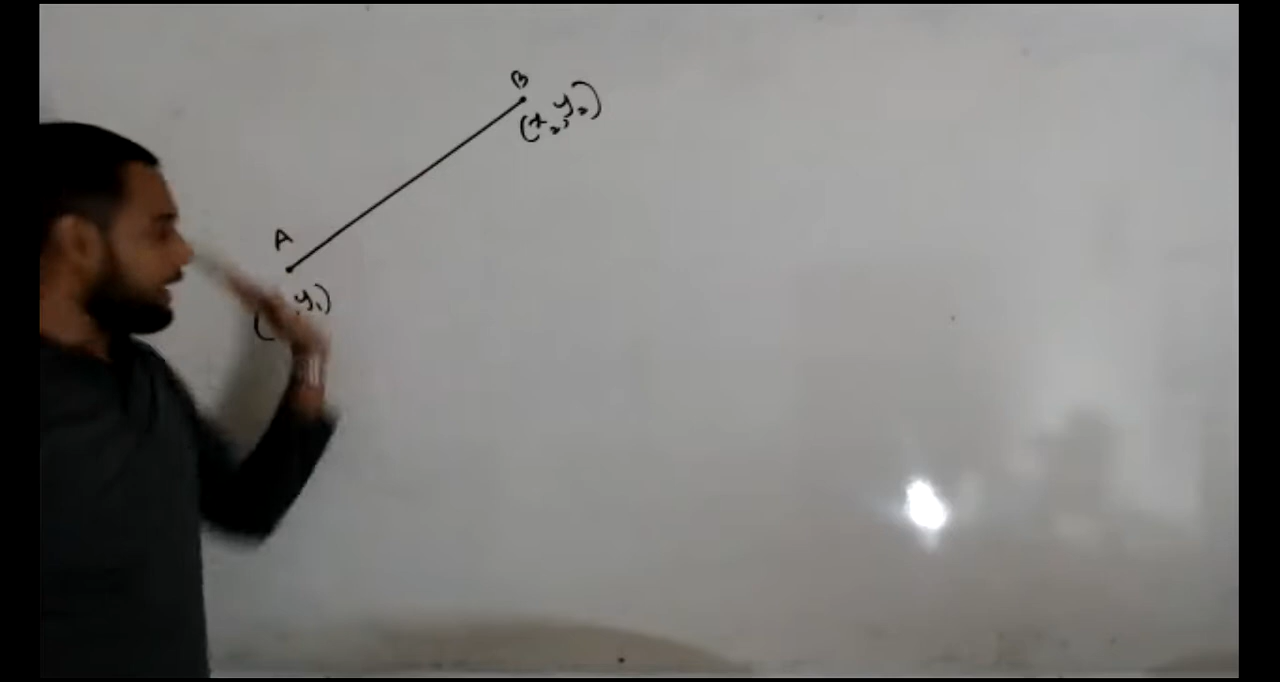 B
(x₂,y₂)
A
( ,y₁)